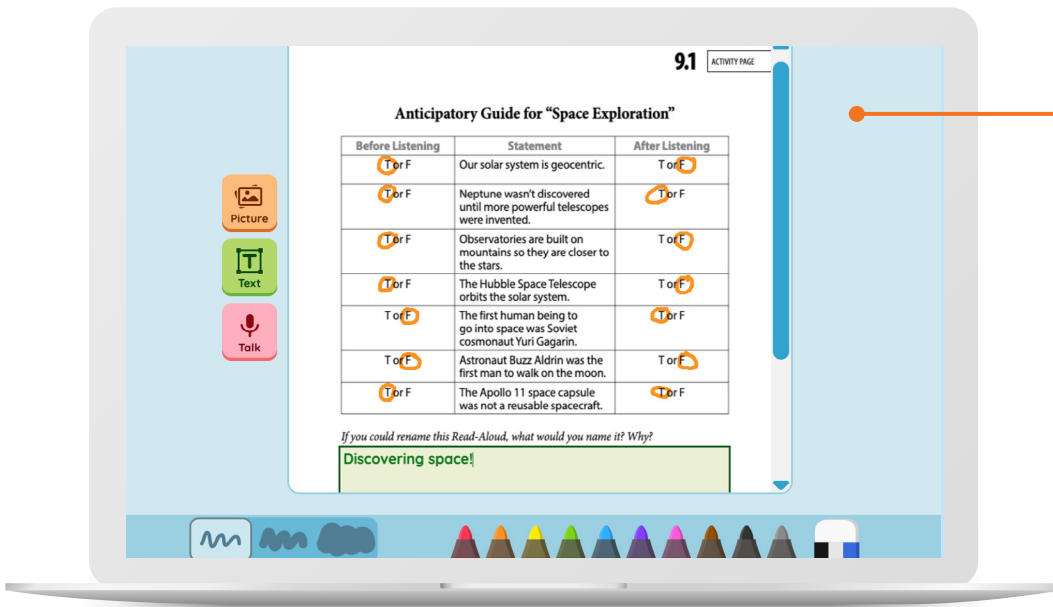 9.1 ACTIVITY PAGE
Anticipatory Guide for “Space Exploration”
Before Listening Statement After Listening
T or F Our solar system is geocentric. T or F
T or F Neptune wasn’t discovered T or F
until more powerful telescopes
were invented.
T or F Observatories are built on T or F
mountains so they are closer to
the stars.
T or F The Hubble Space Telescope T or F
orbits the solar system.
T or F The first human being to T or F
go into space was Soviet
cosmonaut Yuri Gagarin.
T or F Astronaut Buzz Aldrin was the T or F
first man to walk on the moon.
T or F The Apollo 11 space capsule T or F
was not a reusable spacecraft.
If you could rename this Read-Aloud, what would you name it? Why?
Discovering space!
Picture
T
Text
Talk